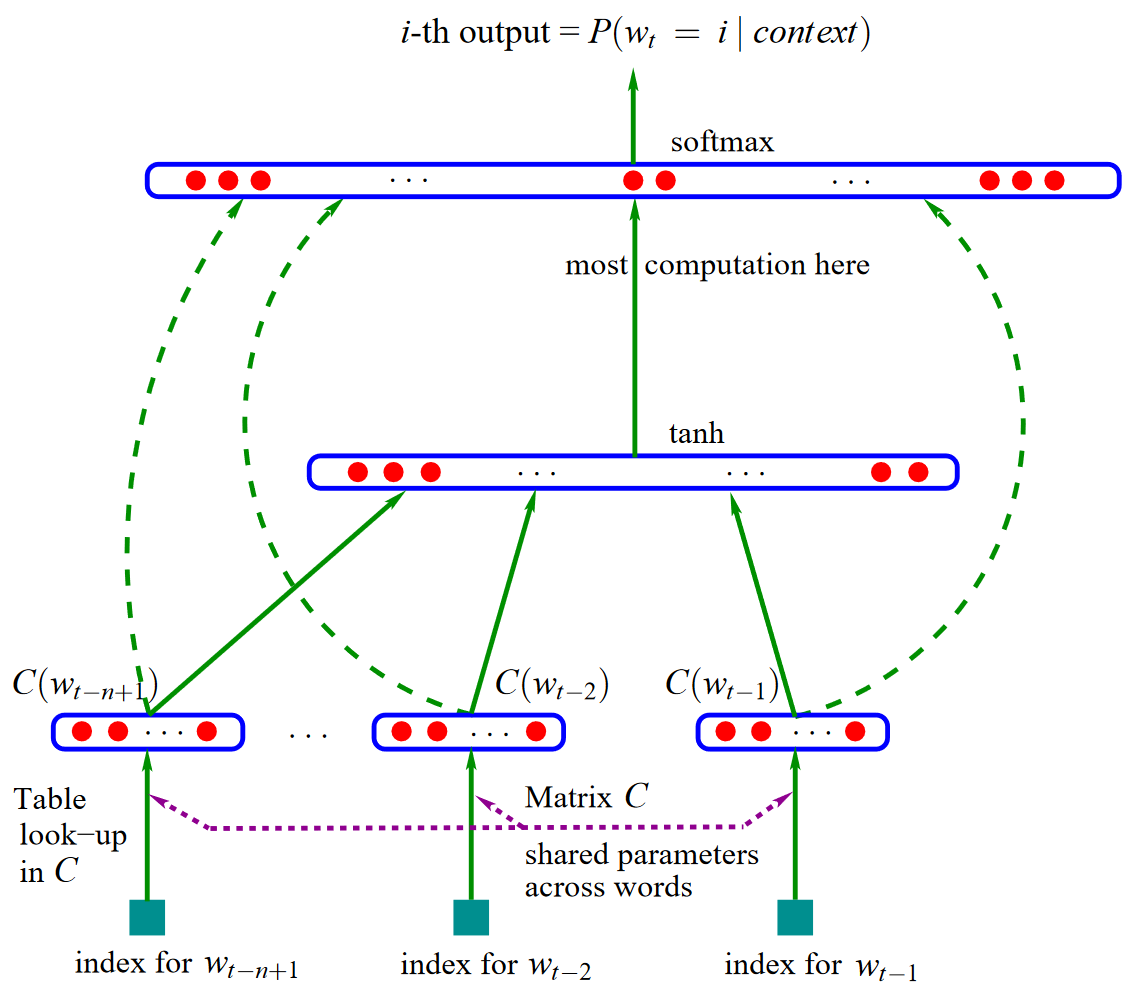 i-th output = P(w_t = i | context)
softmax
. . .
. . .
most computation here
tanh
. . .
. . .
C(w_{t−n+1})
C(w_{t−2})
C(w_{t−1})
. . .
. . .
. . .
. . .
Table
look−up
in C
Matrix C
shared parameters
across words
index for w_{t−n+1}
index for w_{t−2}
index for w_{t−1}